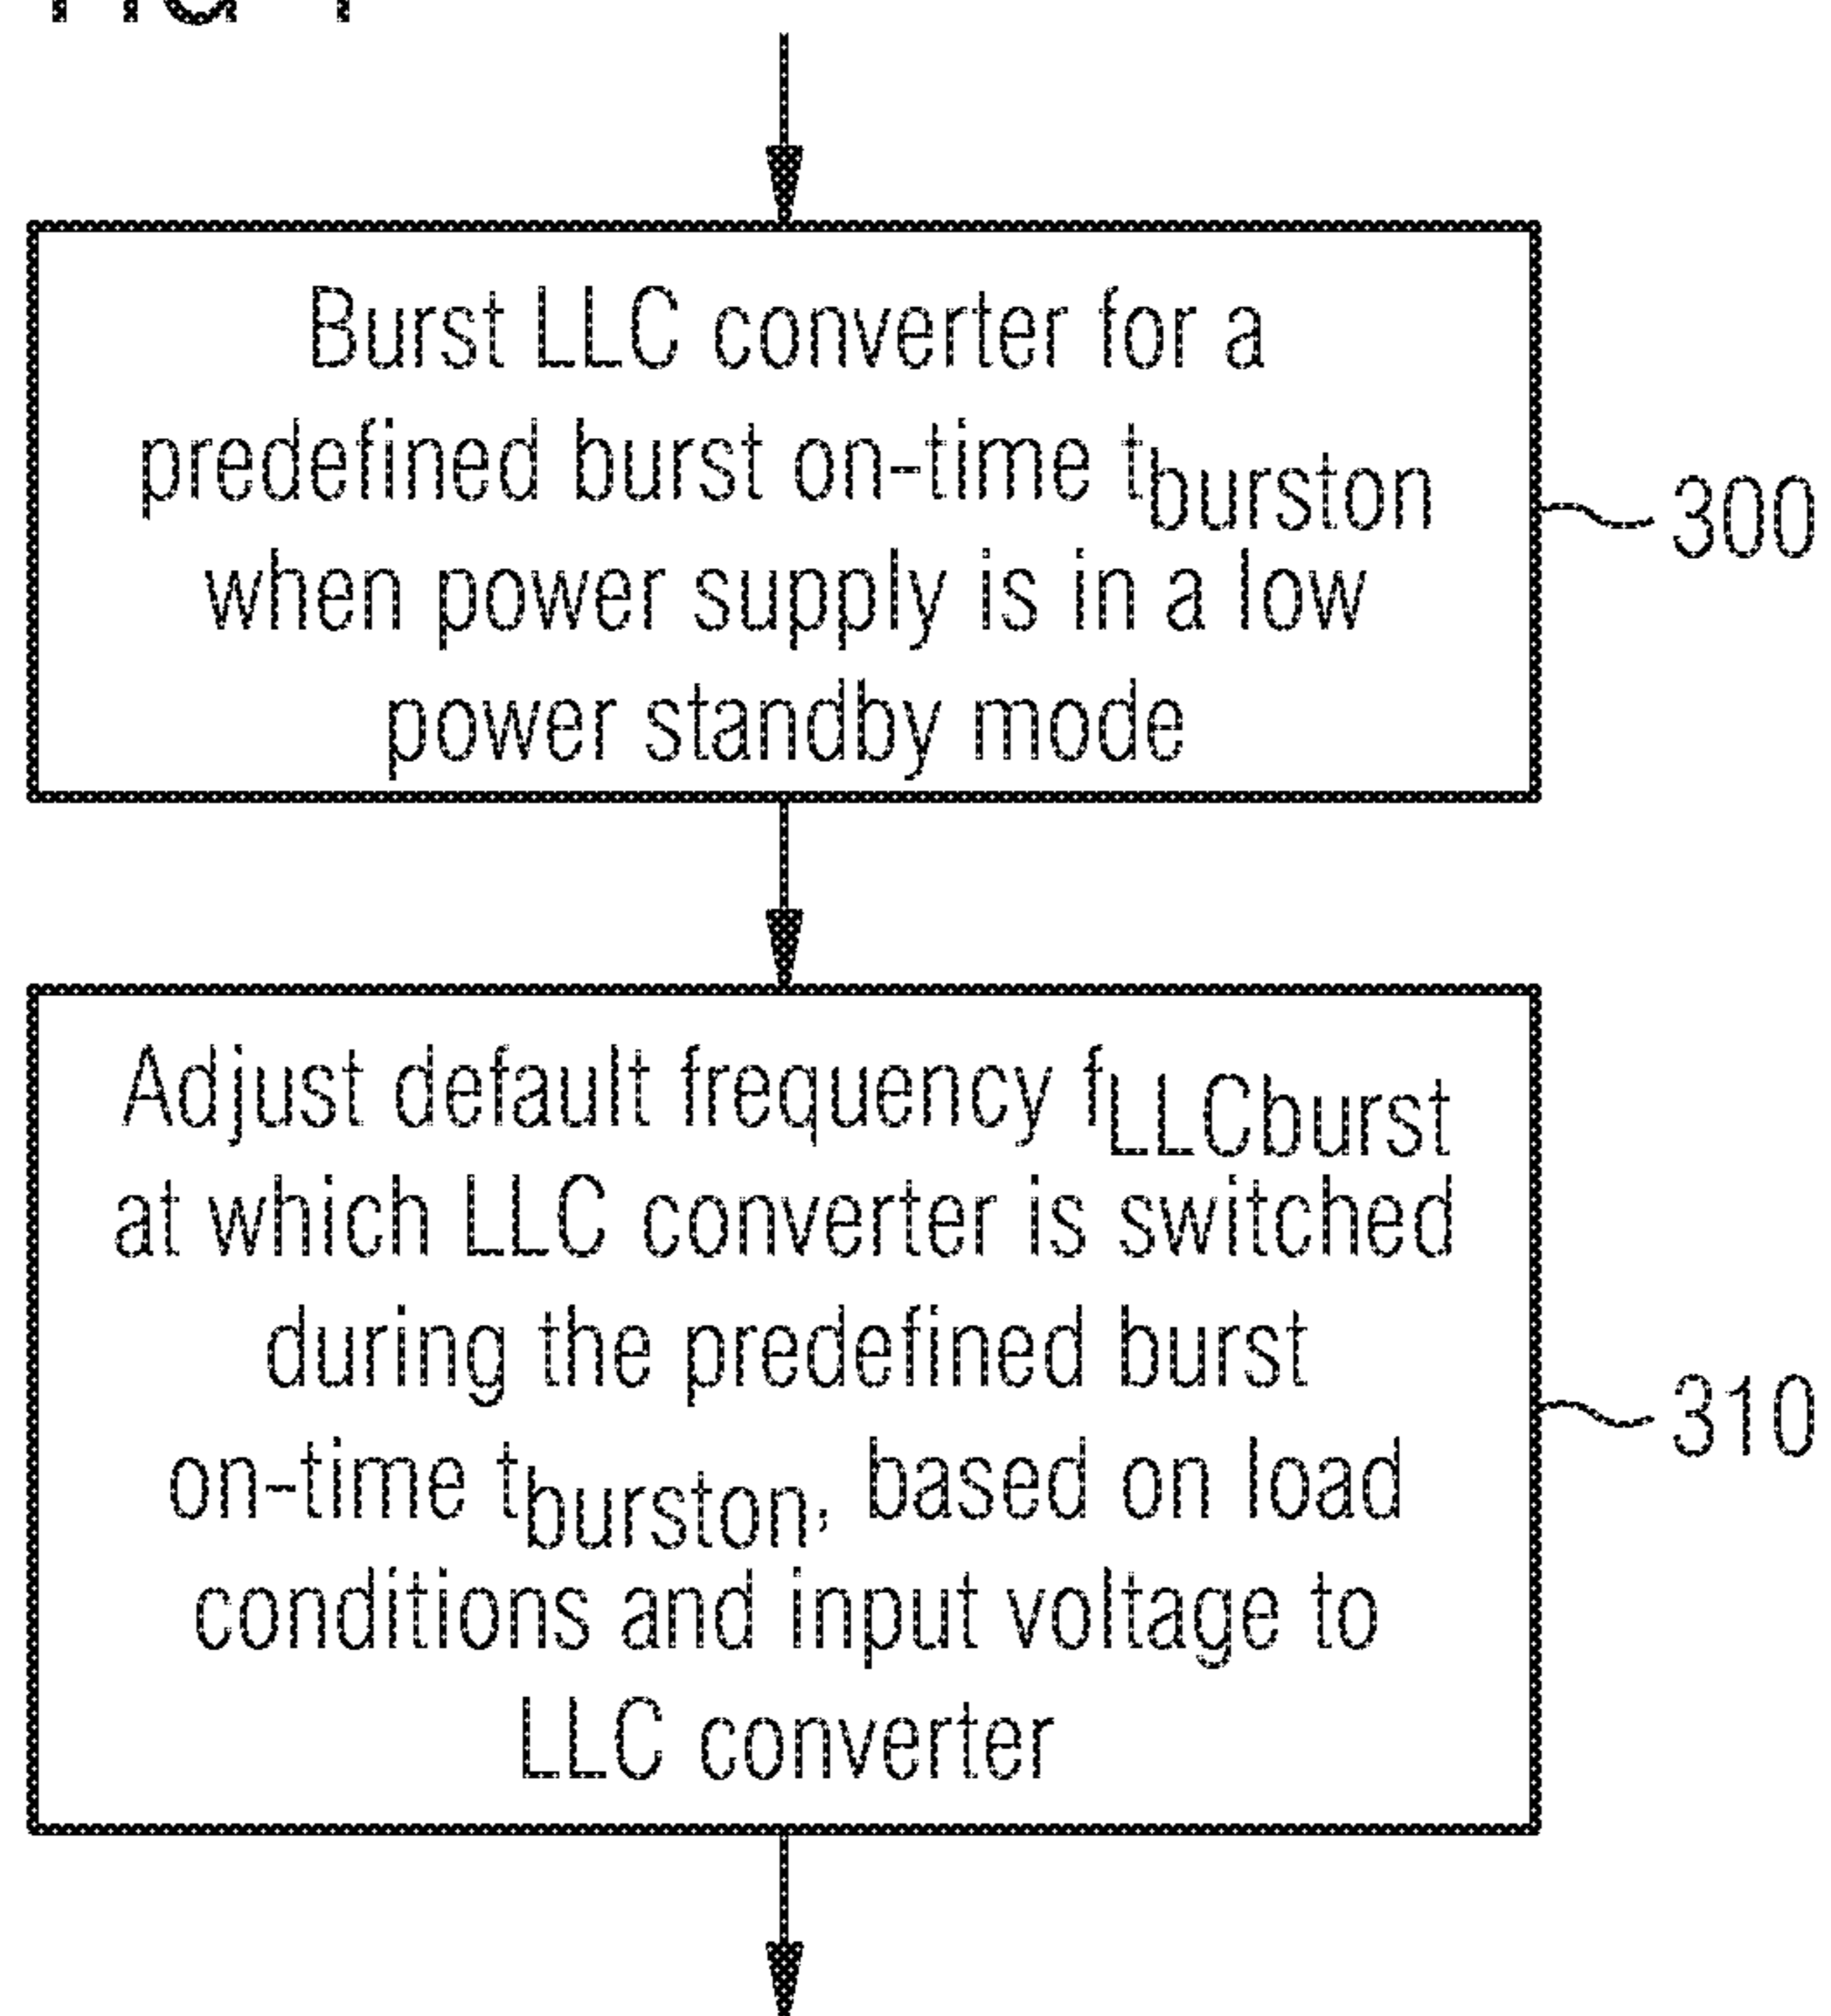 Burst LLC converter for a
predefined burst on-time tburston
when power supply is in a low
power standby mode
300
Adjust default frequency fLLCburst
at which LLC converter is switched
during the predefined burst
on-time tburston, based on load
conditions and input voltage to
LLC converter
310